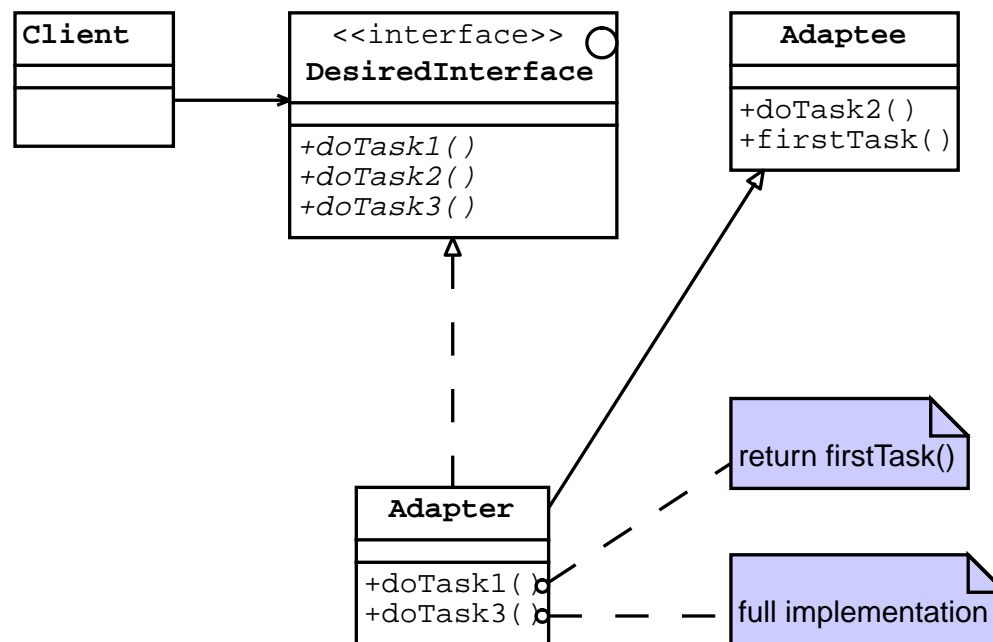 Client
<<interface>>
DesiredInterface
+doTask1()
+doTask2()
+doTask3()
Adaptee
+doTask2()
+firstTask()
return firstTask()
Adapter
+doTask1()
+doTask3()
full implementation